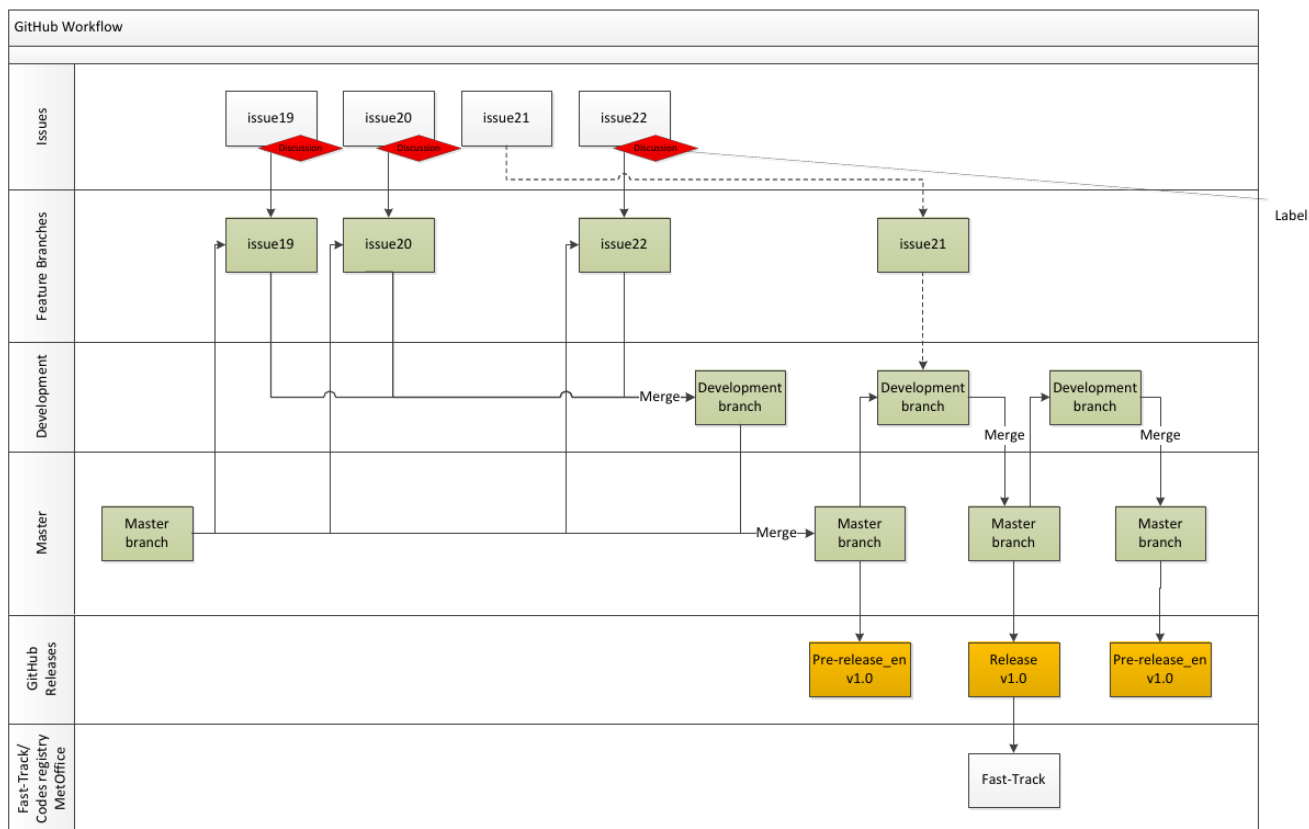 GitHub Workflow
Issues
issue19
issue20
issue21
issue22
Discussion
Discussion
Discussion
Label
Feature Branches
issue19
issue20
issue22
issue21
Development
Development
branch
Development
branch
Development
branch
Merge
Merge
Merge
Master
Master
branch
Merge
Master
branch
Master
branch
Master
branch
GitHub
Releases
Pre-release_en
v1.0
Release
v1.0
Pre-release_en
v1.0
Fast-Track/
Codes registry
MetOffice
Fast-Track